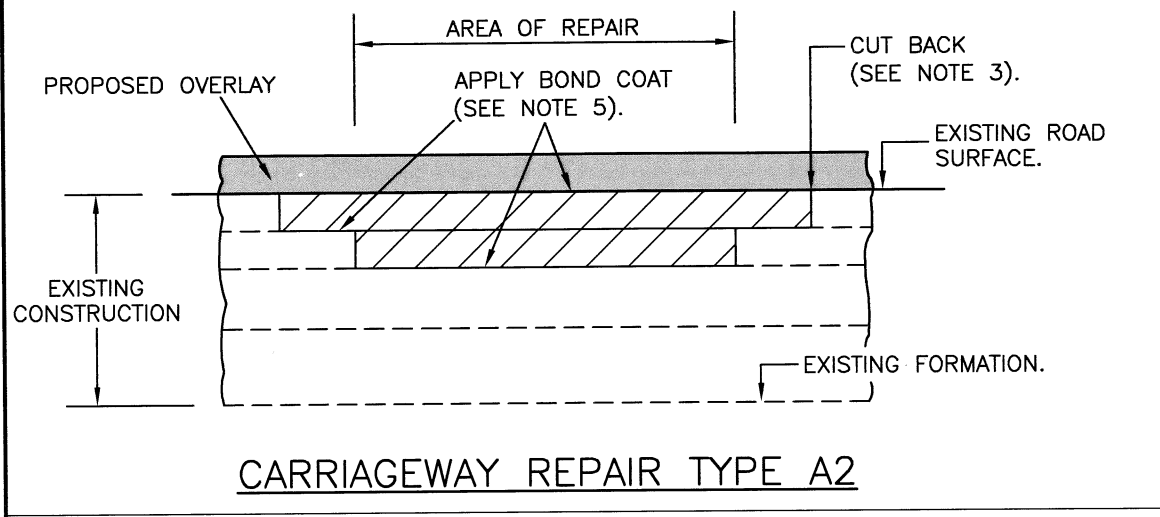 AREA OF REPAIR
CUT BACK
(SEE NOTE 3).
PROPOSED OVERLAY
APPLY BOND COAT
(SEE NOTE 5).
EXISTING ROAD
SURFACE.
EXISTING
CONSTRUCTION
EXISTING FORMATION.
CARRIAGEWAY REPAIR TYPE A2